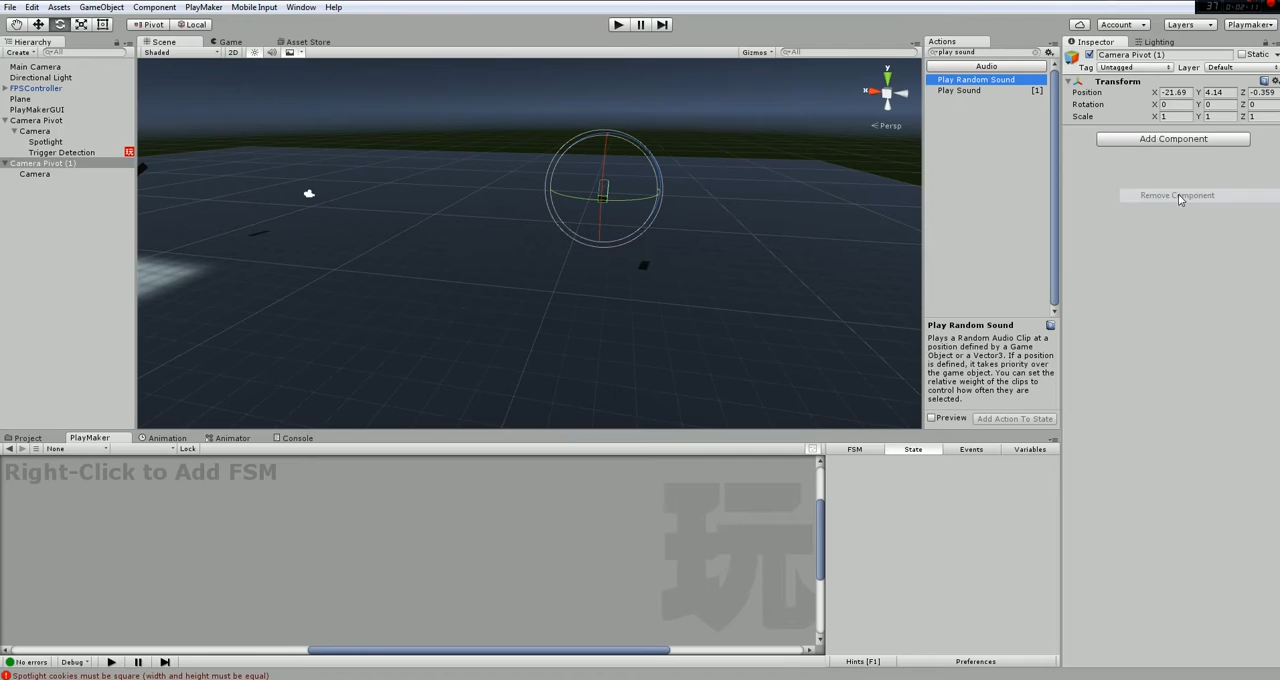 File Edit Assets GameObject Component PlayMaker Mobile Input Window Help
37 0:02:11
Pivot Local Account Layers Playmaker
Hierarchy Scene Game Asset Store Actions Inspector Lighting
Create All Shaded 2D Gizmos All play sound Camera Pivot (1) Static
Main Camera
Directional Light
FPSController
Plane
PlayMakerGUI
Camera Pivot
Camera
Spotlight
Trigger Detection 玩
Camera Pivot (1)
Camera
y
x
Persp
Audio
Play Random Sound
Play Sound [1]
Play Random Sound
Plays a Random Audio Clip at a
position defined by a Game
Object or a Vector3. If a position
is defined, it takes priority over
the game object. You can set the
relative weight of the clips to
control how often they are
selected.
Preview Add Action To State
Tag Untagged Layer Default
Transform
Position X -21.69 Y 4.14 Z -0.359
Rotation X 0 Y 0 Z 0
Scale X 1 Y 1 Z 1
Add Component
Remove Component
Project PlayMaker Animation Animator Console
None Lock FSM State Events Variables
Right-Click to Add FSM
玩
No errors Debug Hints [F1] Preferences
Spotlight cookies must be square (width and height must be equal)